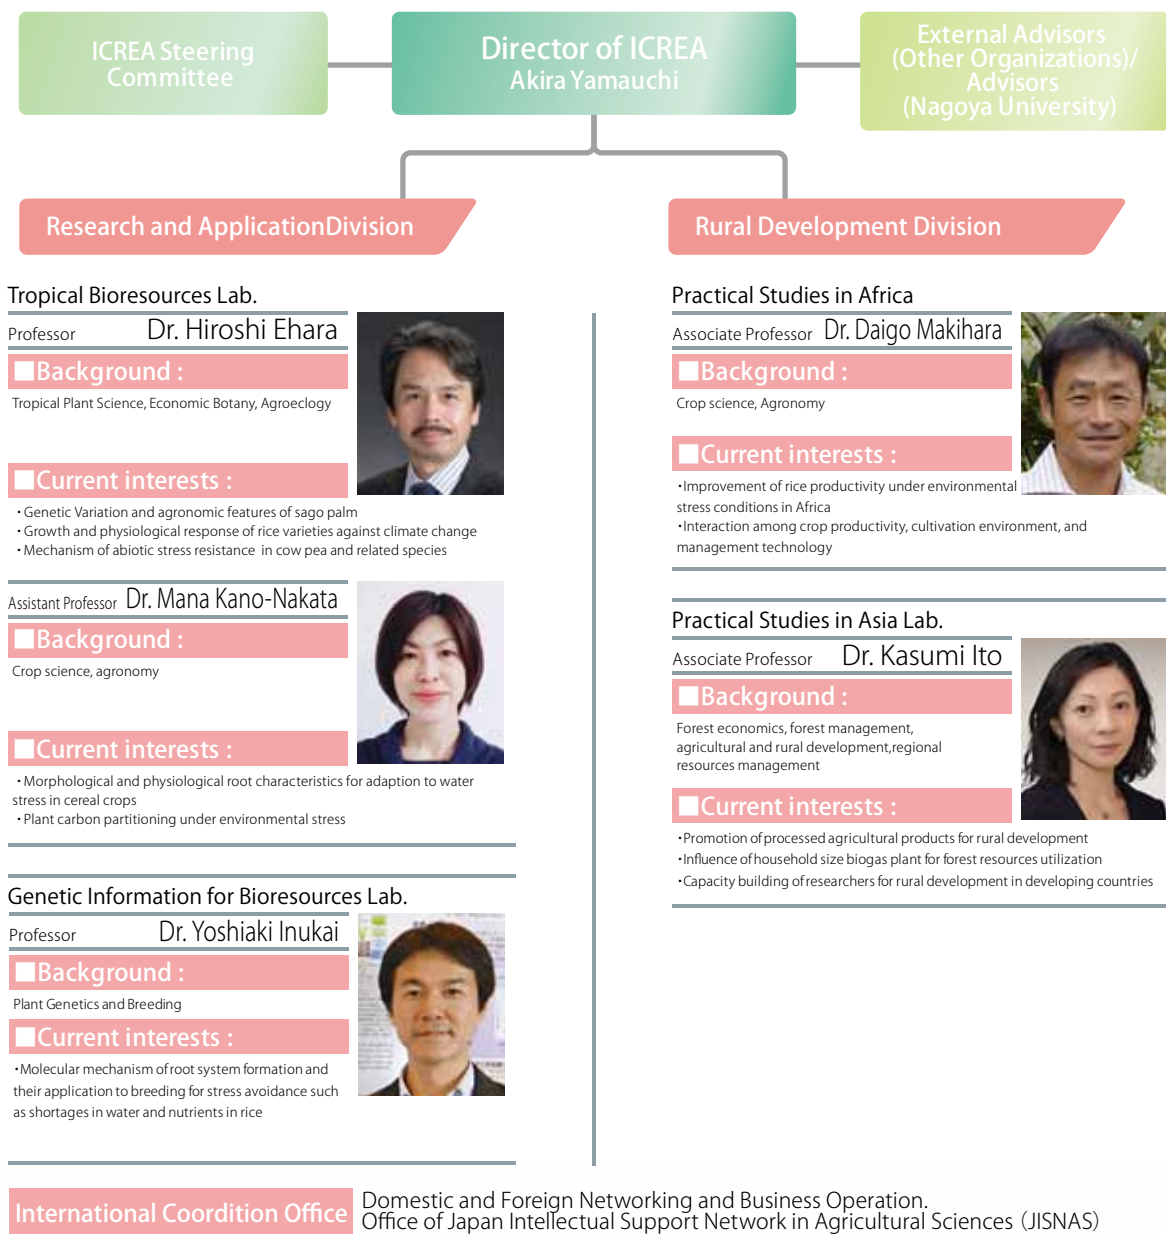 ICREA Steering
Committee
Director of ICREA
Akira Yamauchi
External Advisors
(Other Organizations)/
Advisors
(Nagoya University)
Research and ApplicationDivision
Rural Development Division
Tropical Bioresources Lab.
Professor Dr. Hiroshi Ehara
■Background :
Tropical Plant Science, Economic Botany, Agroeclogy
■Current interests :
・Genetic Variation and agronomic features of sago palm
・Growth and physiological response of rice varieties against climate change
・Mechanism of abiotic stress resistance in cow pea and related species
Assistant Professor Dr. Mana Kano-Nakata
■Background :
Crop science, agronomy
■Current interests :
・Morphological and physiological root characteristics for adaption to water
stress in cereal crops
・Plant carbon partitioning under environmental stress
Genetic Information for Bioresources Lab.
Professor Dr. Yoshiaki Inukai
■Background :
Plant Genetics and Breeding
■Current interests :
・Molecular mechanism of root system formation and
their application to breeding for stress avoidance such
as shortages in water and nutrients in rice
Practical Studies in Africa
Associate Professor Dr. Daigo Makihara
■Background :
Crop science, Agronomy
■Current interests :
・Improvement of rice productivity under environmental
stress conditions in Africa
・Interaction among crop productivity, cultivation environment, and
management technology
Practical Studies in Asia Lab.
Associate Professor Dr. Kasumi Ito
■Background :
Forest economics, forest management,
agricultural and rural development,regional
resources management
■Current interests :
・Promotion of processed agricultural products for rural development
・Influence of household size biogas plant for forest resources utilization
・Capacity building of researchers for rural development in developing countries
International Coordition Office
Domestic and Foreign Networking and Business Operation.
Office of Japan Intellectual Support Network in Agricultural Sciences（JISNAS）